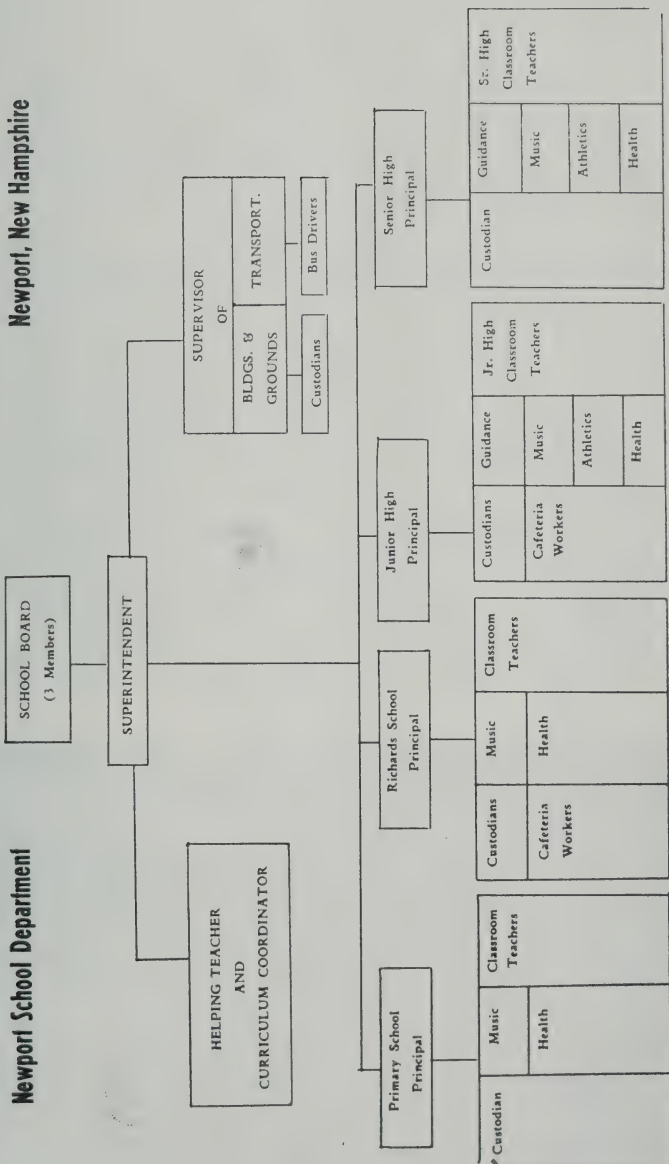 Newport School Department
Newport, New Hampshire
SCHOOL BOARD
(3 Members)
SUPERINTENDENT
HELPING TEACHER
AND
CURRICULUM COORDINATOR
SUPERVISOR
OF
BLDGS. &
GROUNDS
TRANSPORT.
Custodians
Bus Drivers
Primary School
Principal
Richards School
Principal
Junior High
Principal
Senior High
Principal
Custodian
Music
Health
Classroom
Teachers
Custodians
Cafeteria
Workers
Music
Health
Classroom
Teachers
Custodians
Cafeteria
Workers
Guidance
Music
Athletics
Health
Jr. High
Classroom
Teachers
Custodian
Guidance
Music
Athletics
Health
Sr. High
Classroom
Teachers